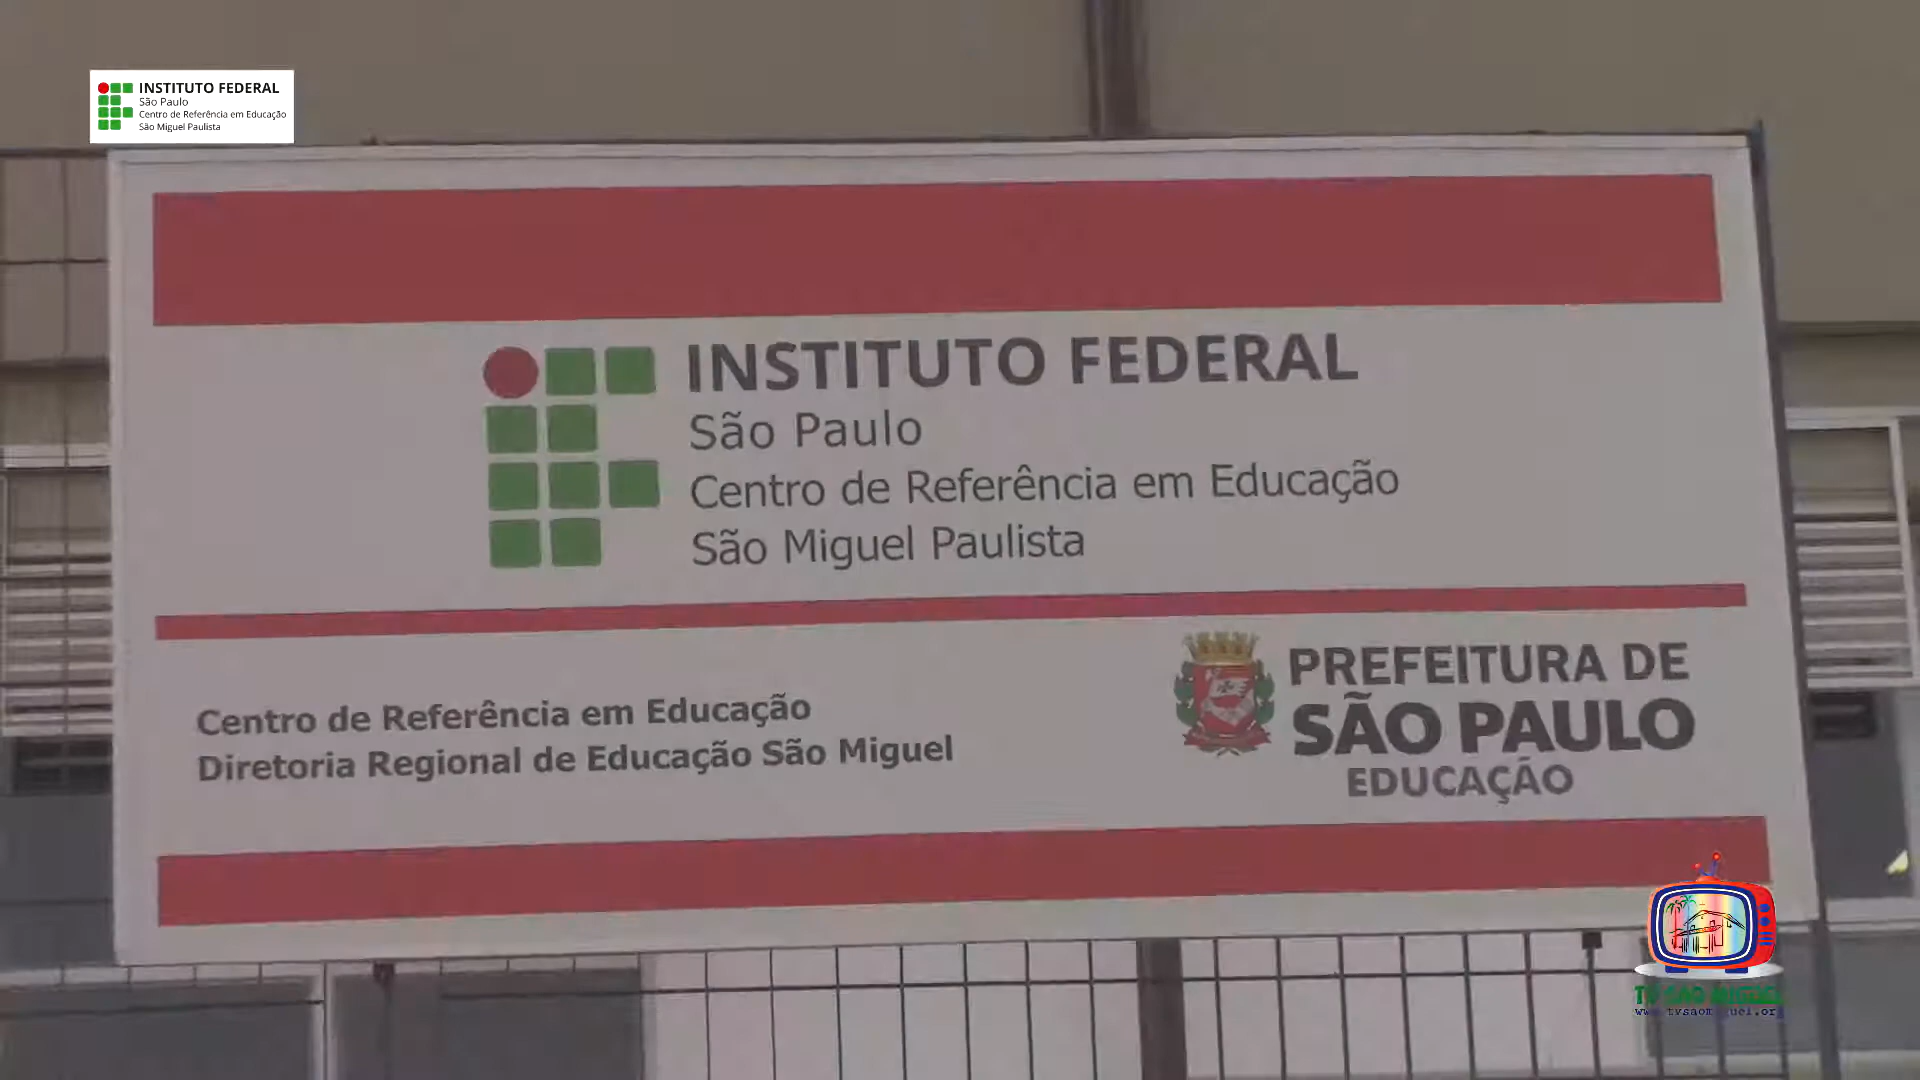 INSTITUTO FEDERAL
São Paulo
Centro de Referência em Educação
São Miguel Paulista
INSTITUTO FEDERAL
São Paulo
Centro de Referência em Educação
São Miguel Paulista
Centro de Referência em Educação
Diretoria Regional de Educação São Miguel
PREFEITURA DE
SÃO PAULO
EDUCAÇÃO
TV SÃO MIGUEL
www.tvsaomiguel.org